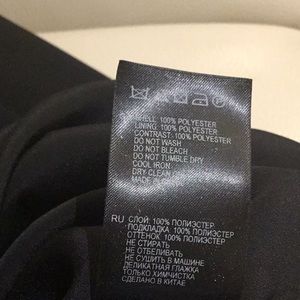 SHELL: 100% POLYESTER
LINING: 100% POLYESTER
CONTRAST: 100% POLYESTER
DO NOT WASH
DO NOT BLEACH
DO NOT TUMBLE DRY
COOL IRON
DRY CLEAN
MADE
RU СЛОЙ: 100% ПОЛИЭСТЕР
ПОДКЛАДКА: 100% ПОЛИЭСТЕР
ОТТЕНОК: 100% ПОЛИЭСТЕР
НЕ СТИРАТЬ
НЕ ОТБЕЛИВАТЬ
НЕ СУШИТЬ В МАШИНЕ
ДЕЛИКАТНАЯ ГЛАЖКА
ТОЛЬКО ХИМЧИСТКА
СДЕЛАНО В КИТАЕ